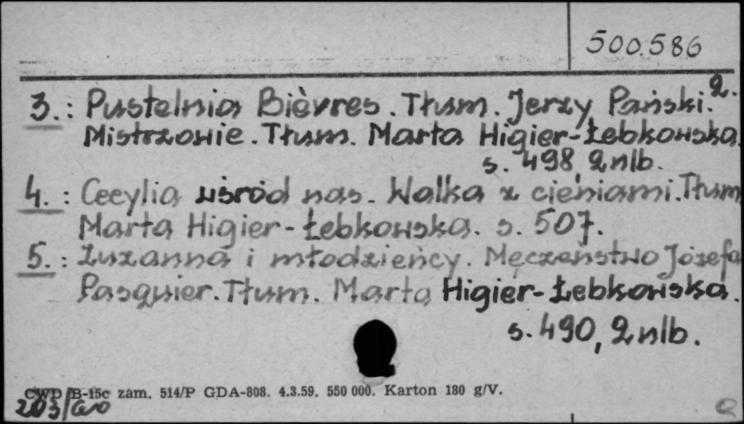 500.586
3.: Pustelnia Bièvres. Tłum. Jerzy Pański. 2.
Mistrzowie. Tłum. Marta Higier-Łebkowska.
s. 498 2 nlb.
4.: Cecylia wśród nas. Walka z cieniami. Tłum.
Marta Higier-Łebkowska. s. 507.
5.: Zuzanna i młodzieńcy. Męczeństwo Józefa
Pasquier. Tłum. Marta Higier-Łebkowska.
s. 490, 2 nlb.
CWD B-15c zam. 514/P GDA-808. 4.3.59. 550 000. Karton 180 g/V.